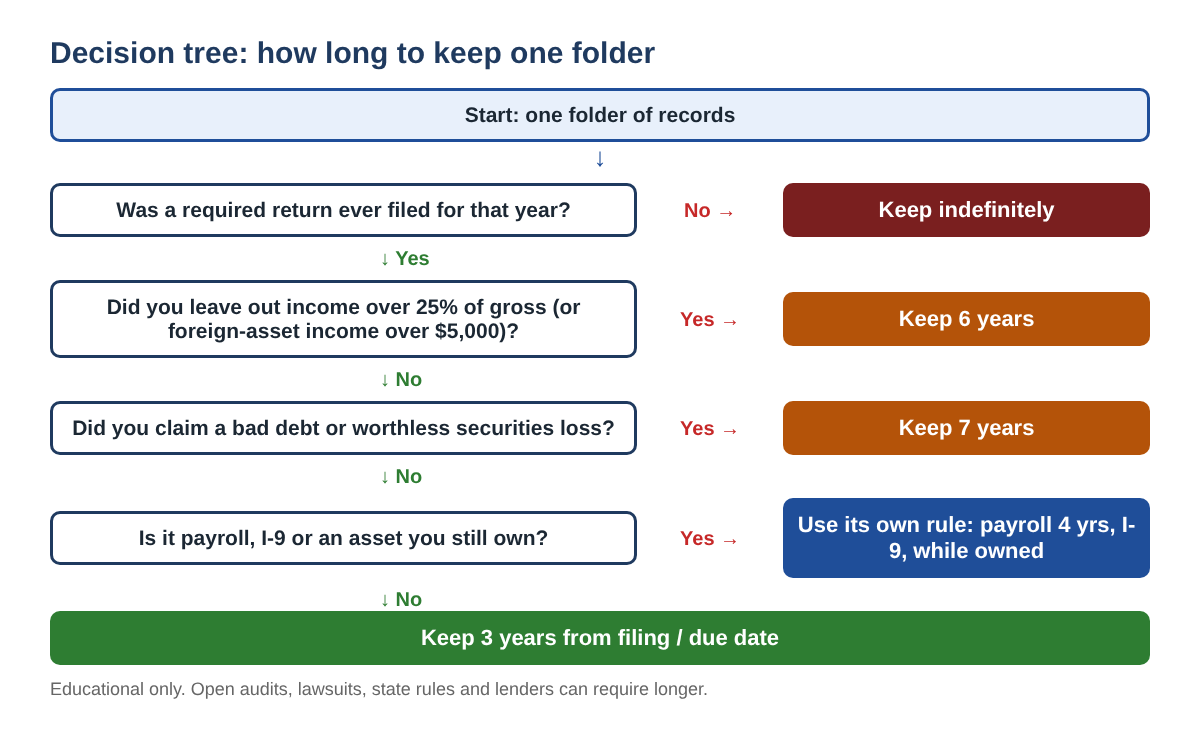 Decision tree: how long to keep one folder
Start: one folder of records
↓
Was a required return ever filed for that year?
No →
Keep indefinitely
↓ Yes
Did you leave out income over 25% of gross (or
foreign-asset income over $5,000)?
Yes →
Keep 6 years
↓ No
Did you claim a bad debt or worthless securities loss?
Yes →
Keep 7 years
↓ No
Is it payroll, I-9 or an asset you still own?
Yes →
Use its own rule: payroll 4 yrs, I-
9, while owned
↓ No
Keep 3 years from filing / due date
Educational only. Open audits, lawsuits, state rules and lenders can require longer.